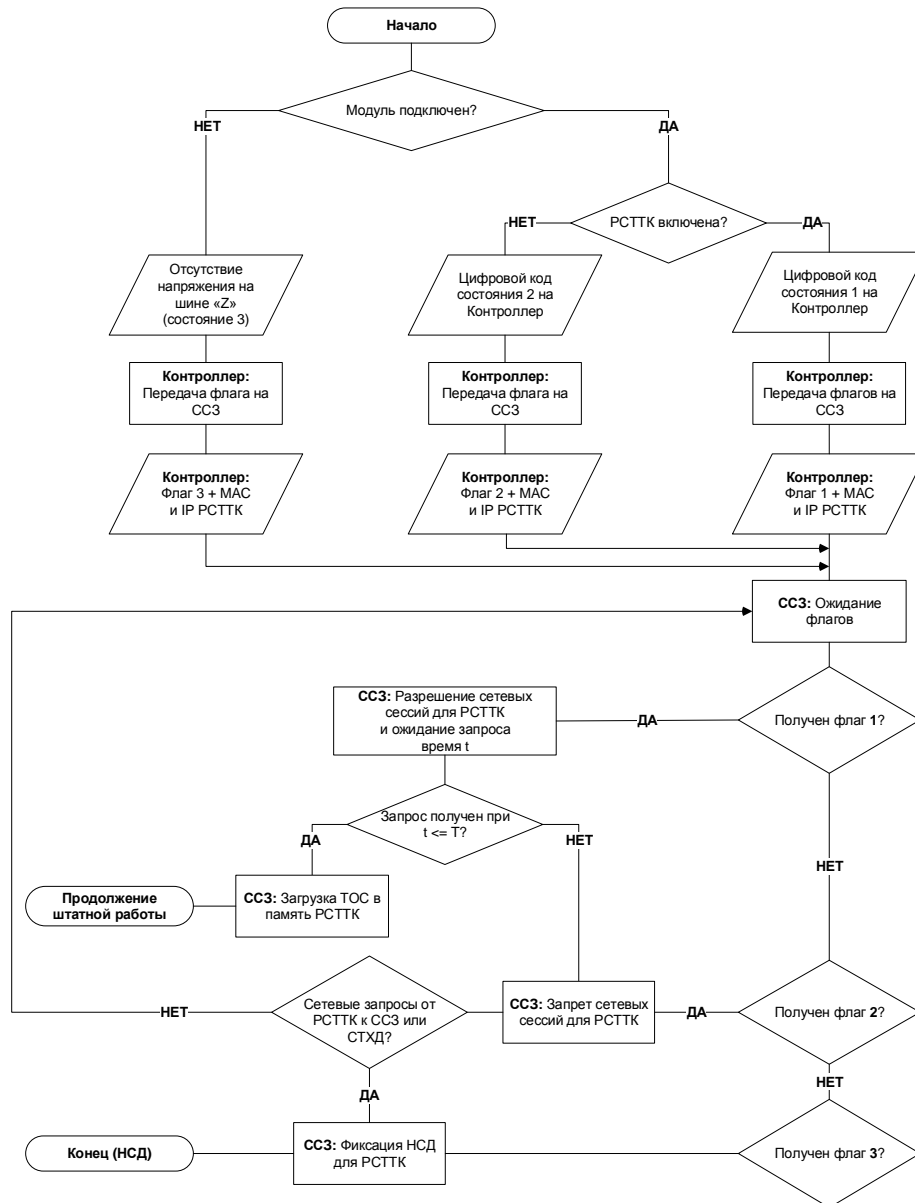 Начало
Модуль подключен?
НЕТ
ДА
РСТТК включена?
НЕТ
ДА
Отсутствие
напряжения на
шине «Z»
(состояние 3)
Цифровой код
состояния 2 на
Контроллер
Цифровой код
состояния 1 на
Контроллер
Контроллер:
Передача флага на
ССЗ
Контроллер:
Передача флага на
ССЗ
Контроллер:
Передача флагов на
ССЗ
Контроллер:
Флаг 3 + MAC
и IP РСТТК
Контроллер:
Флаг 2 + MAC
и IP РСТТК
Контроллер:
Флаг 1 + MAC
и IP РСТТК
ССЗ: Ожидание
флагов
ССЗ: Разрешение сетевых
сессий для РСТТК
и ожидание запроса
время t
ДА
Получен флаг 1?
Запрос получен при
t <= T?
ДА
НЕТ
НЕТ
Продолжение
штатной работы
ССЗ: Загрузка ТОС в
память РСТТК
НЕТ
Сетевые запросы от
РСТТК к ССЗ или
СТХД?
ССЗ: Запрет сетевых
сессий для РСТТК
ДА
Получен флаг 2?
ДА
НЕТ
Конец (НСД)
ССЗ: Фиксация НСД
для РСТТК
Получен флаг 3?